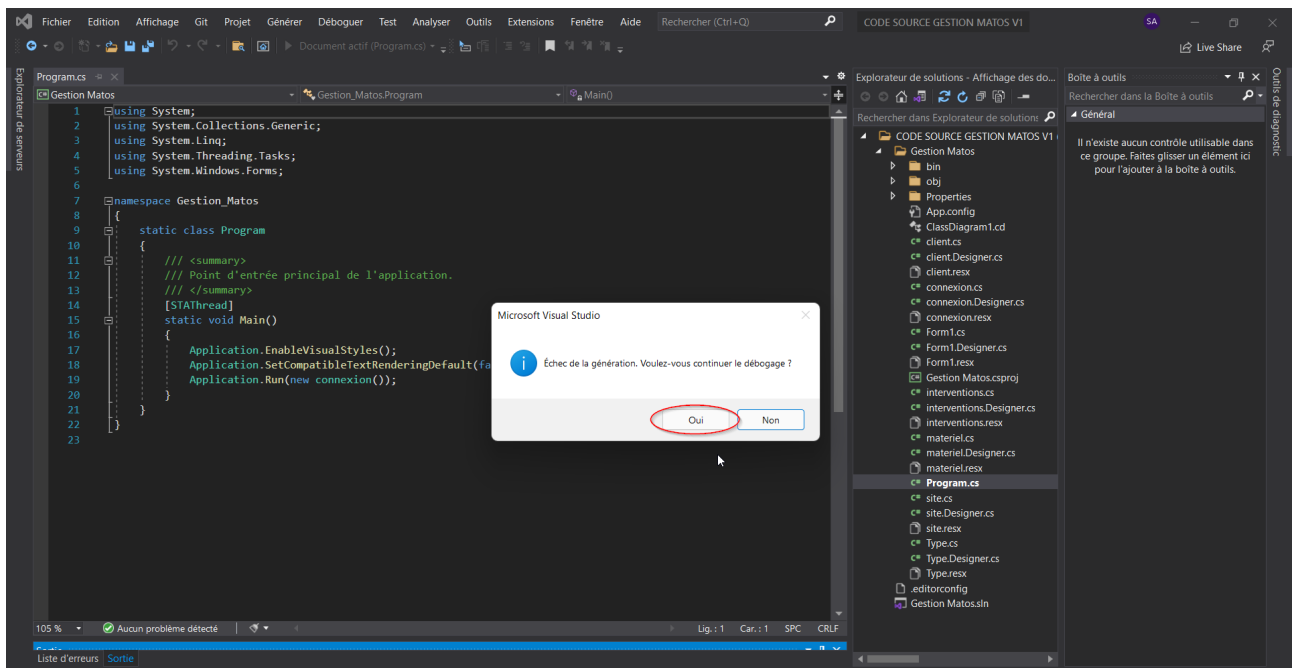 Fichier Edition Affichage Git Projet Générer Déboguer Test Analyser Outils Extensions Fenêtre Aide Rechercher (Ctrl+Q) CODE SOURCE GESTION MATOS V1 SA
Document actif (Program.cs) Live Share
Explorateur de serveurs
Program.cs
Gestion Matos Gestion_Matos.Program Main()
1 using System;
2 using System.Collections.Generic;
3 using System.Linq;
4 using System.Threading.Tasks;
5 using System.Windows.Forms;
6
7 namespace Gestion_Matos
8 {
9 static class Program
10 {
11 /// <summary>
12 /// Point d'entrée principal de l'application.
13 /// </summary>
14 [STAThread]
15 static void Main()
16 {
17 Application.EnableVisualStyles();
18 Application.SetCompatibleTextRenderingDefault(fa
19 Application.Run(new connexion());
20 }
21 }
22 }
23
Microsoft Visual Studio
Échec de la génération. Voulez-vous continuer le débogage ?
Oui Non
105 % Aucun problème détecté Lig. : 1 Car. : 1 SPC CRLF
Sortie
Liste d'erreurs Sortie
Explorateur de solutions - Affichage des do...
Rechercher dans Explorateur de solutions
CODE SOURCE GESTION MATOS V1
Gestion Matos
bin
obj
Properties
App.config
ClassDiagram1.cd
client.cs
client.Designer.cs
client.resx
connexion.cs
connexion.Designer.cs
connexion.resx
Form1.cs
Form1.Designer.cs
Form1.resx
Gestion Matos.csproj
interventions.cs
interventions.Designer.cs
interventions.resx
materiel.cs
materiel.Designer.cs
materiel.resx
Program.cs
site.cs
site.Designer.cs
site.resx
Type.cs
Type.Designer.cs
Type.resx
.editorconfig
Gestion Matos.sln
Boîte à outils
Rechercher dans la Boîte à outils
Général
Il n'existe aucun contrôle utilisable dans
ce groupe. Faites glisser un élément ici
pour l'ajouter à la boîte à outils.
Outils de diagnostic